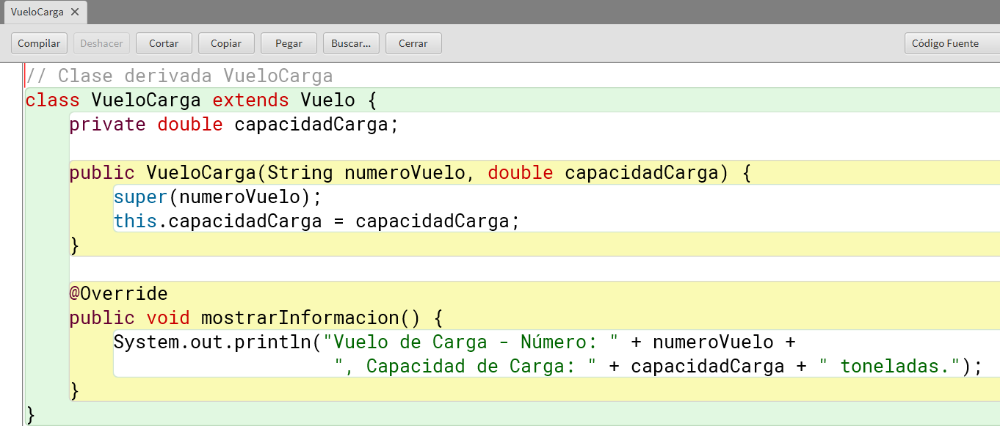 VueloCarga ✕
Compilar Deshacer Cortar Copiar Pegar Buscar... Cerrar Código Fuente
// Clase derivada VueloCarga
class VueloCarga extends Vuelo {
    private double capacidadCarga;

    public VueloCarga(String numeroVuelo, double capacidadCarga) {
        super(numeroVuelo);
        this.capacidadCarga = capacidadCarga;
    }

    @Override
    public void mostrarInformacion() {
        System.out.println("Vuelo de Carga - Número: " + numeroVuelo +
                            ", Capacidad de Carga: " + capacidadCarga + " toneladas.");
    }
}